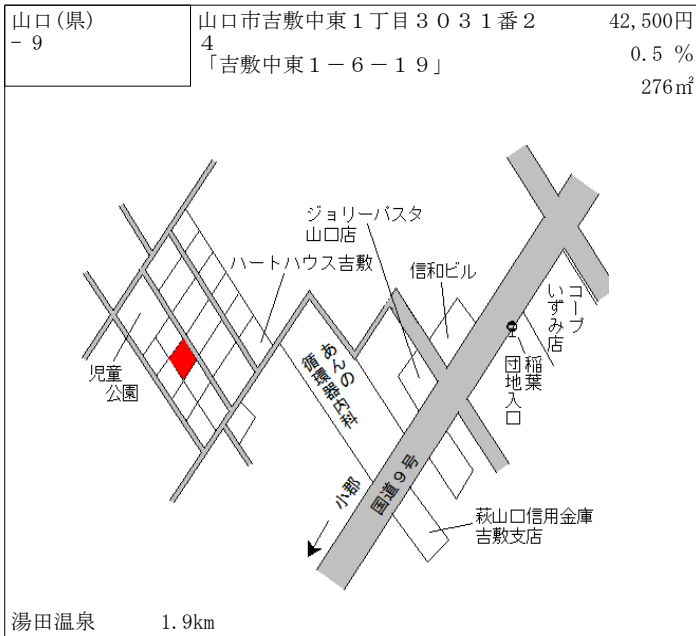 山口(県)
－９
山口市吉敷中東１丁目３０３１番２
４
「吉敷中東１－６－１９」
42,500円
0.5 %
276㎡
ジョリーパスタ
山口店
ハートハウス吉敷
信和ビル
コープ
いずみ店
稲葉
団地入口
児童
公園
あんの
循環器内科
国道９号
小郡
萩山口信用金庫
吉敷支店
湯田温泉 1.9km